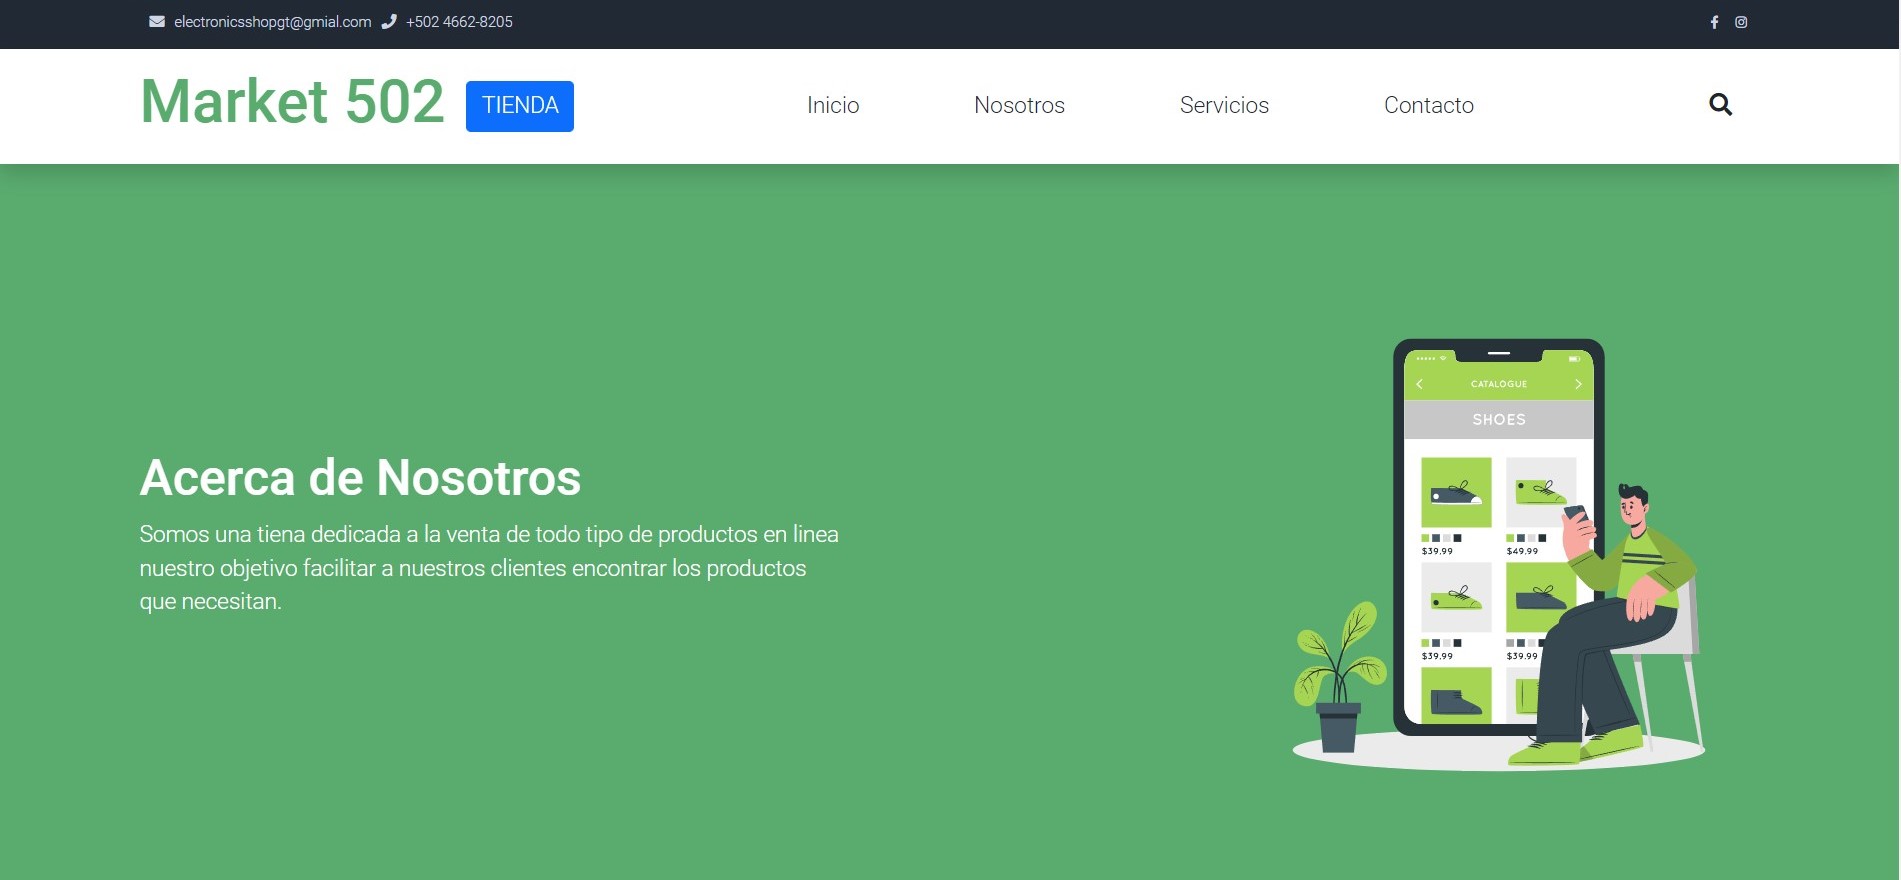 electronicsshopgt@gmial.com +502 4662-8205
Market 502 TIENDA Inicio Nosotros Servicios Contacto
Acerca de Nosotros
Somos una tiena dedicada a la venta de todo tipo de productos en linea
nuestro objetivo facilitar a nuestros clientes encontrar los productos
que necesitan.
CATALOGUE
SHOES
$39,99 $49,99
$39,99 $39,99